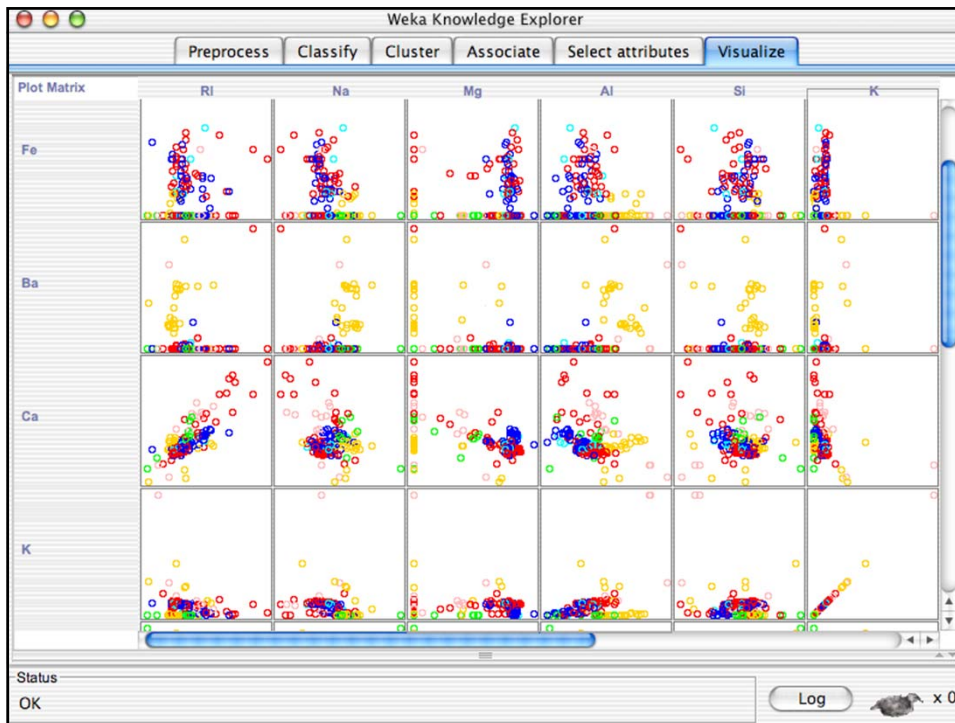 Weka Knowledge Explorer
Preprocess Classify Cluster Associate Select attributes Visualize
Plot Matrix RI Na Mg Al Si K
Fe
Ba
Ca
K
Status
OK
Log x 0